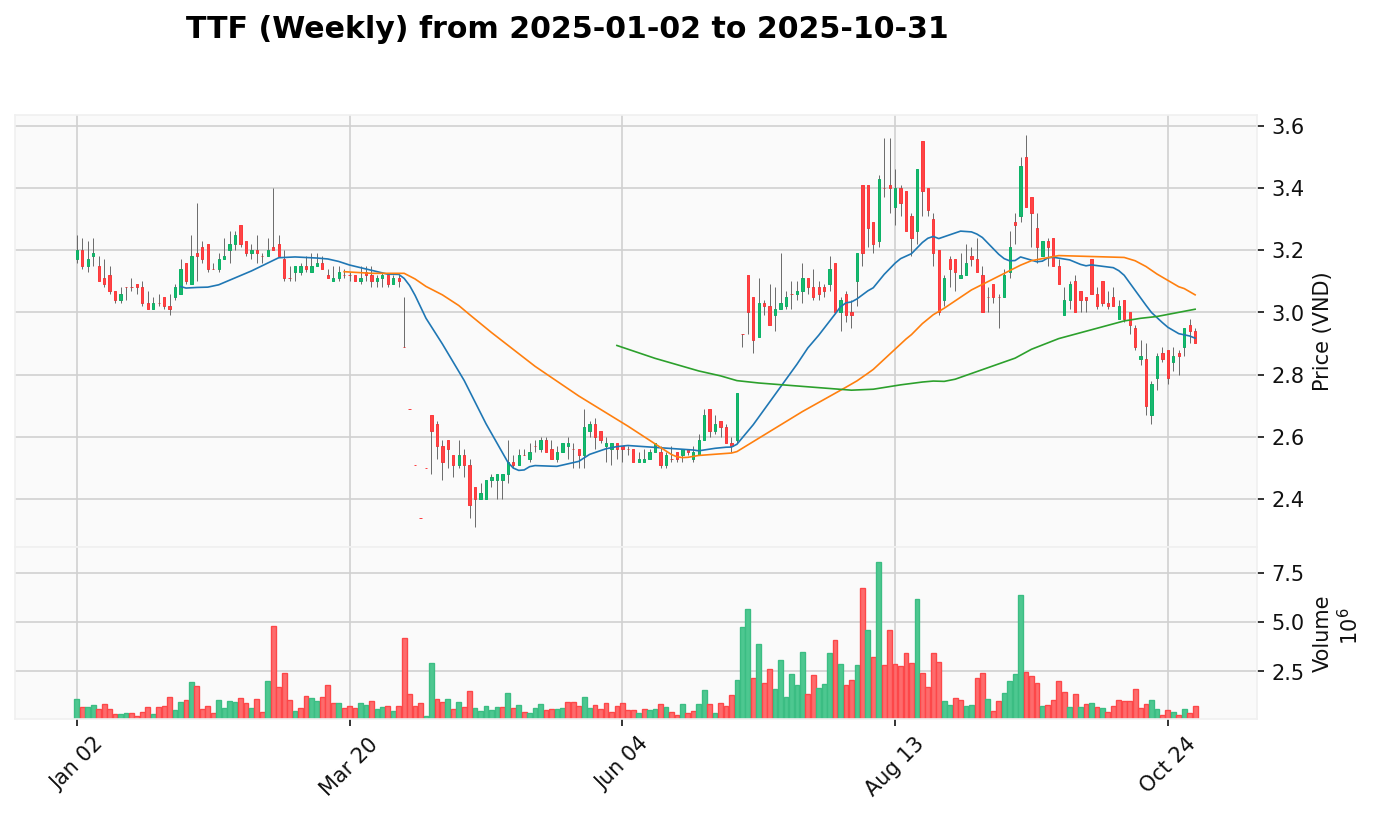 TTF (Weekly) from 2025-01-02 to 2025-10-31
3.6
3.4
3.2
3.0
2.8
2.6
2.4
Price (VND)
7.5
5.0
2.5
Volume
10⁶
Jan 02
Mar 20
Jun 04
Aug 13
Oct 24